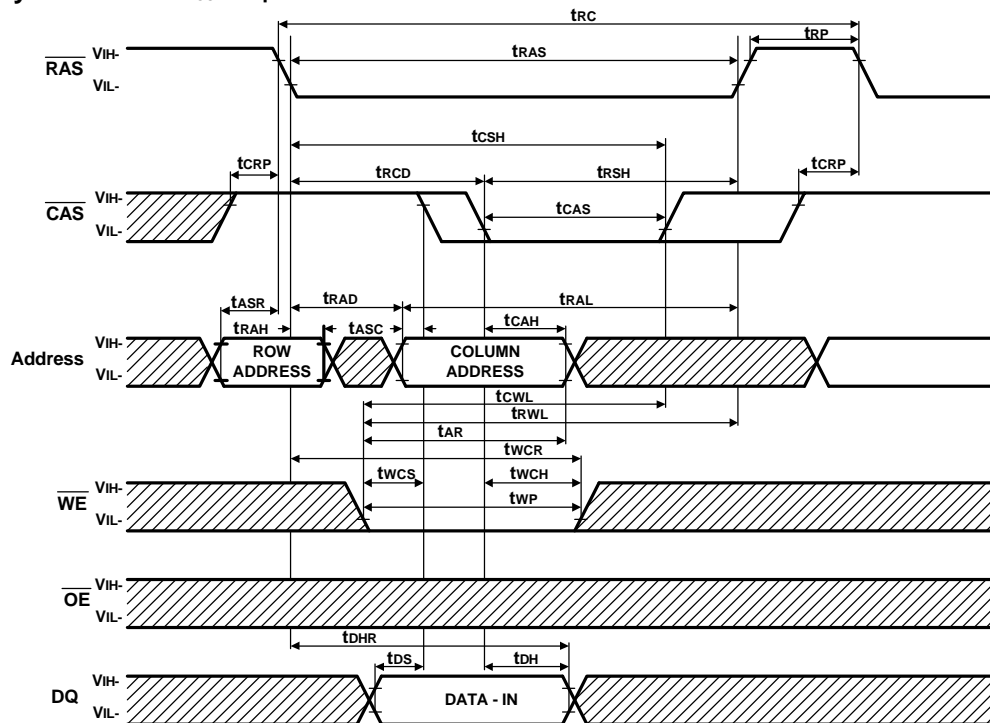 tRC
tRP
tRAS
RAS
VIH-
VIL-
tCSH
tCRP
tRCD
tRSH
tCRP
CAS
VIH-
VIL-
tCAS
tRAD
tRAL
tASR
tRAH
tASC
tCAH
Address
VIH-
VIL-
ROW
ADDRESS
COLUMN
ADDRESS
tCWL
tRWL
tAR
tWCR
tWCS
tWCH
tWP
WE
VIH-
VIL-
OE
VIH-
VIL-
tDHR
tDS
tDH
DQ
VIH-
VIL-
DATA - IN